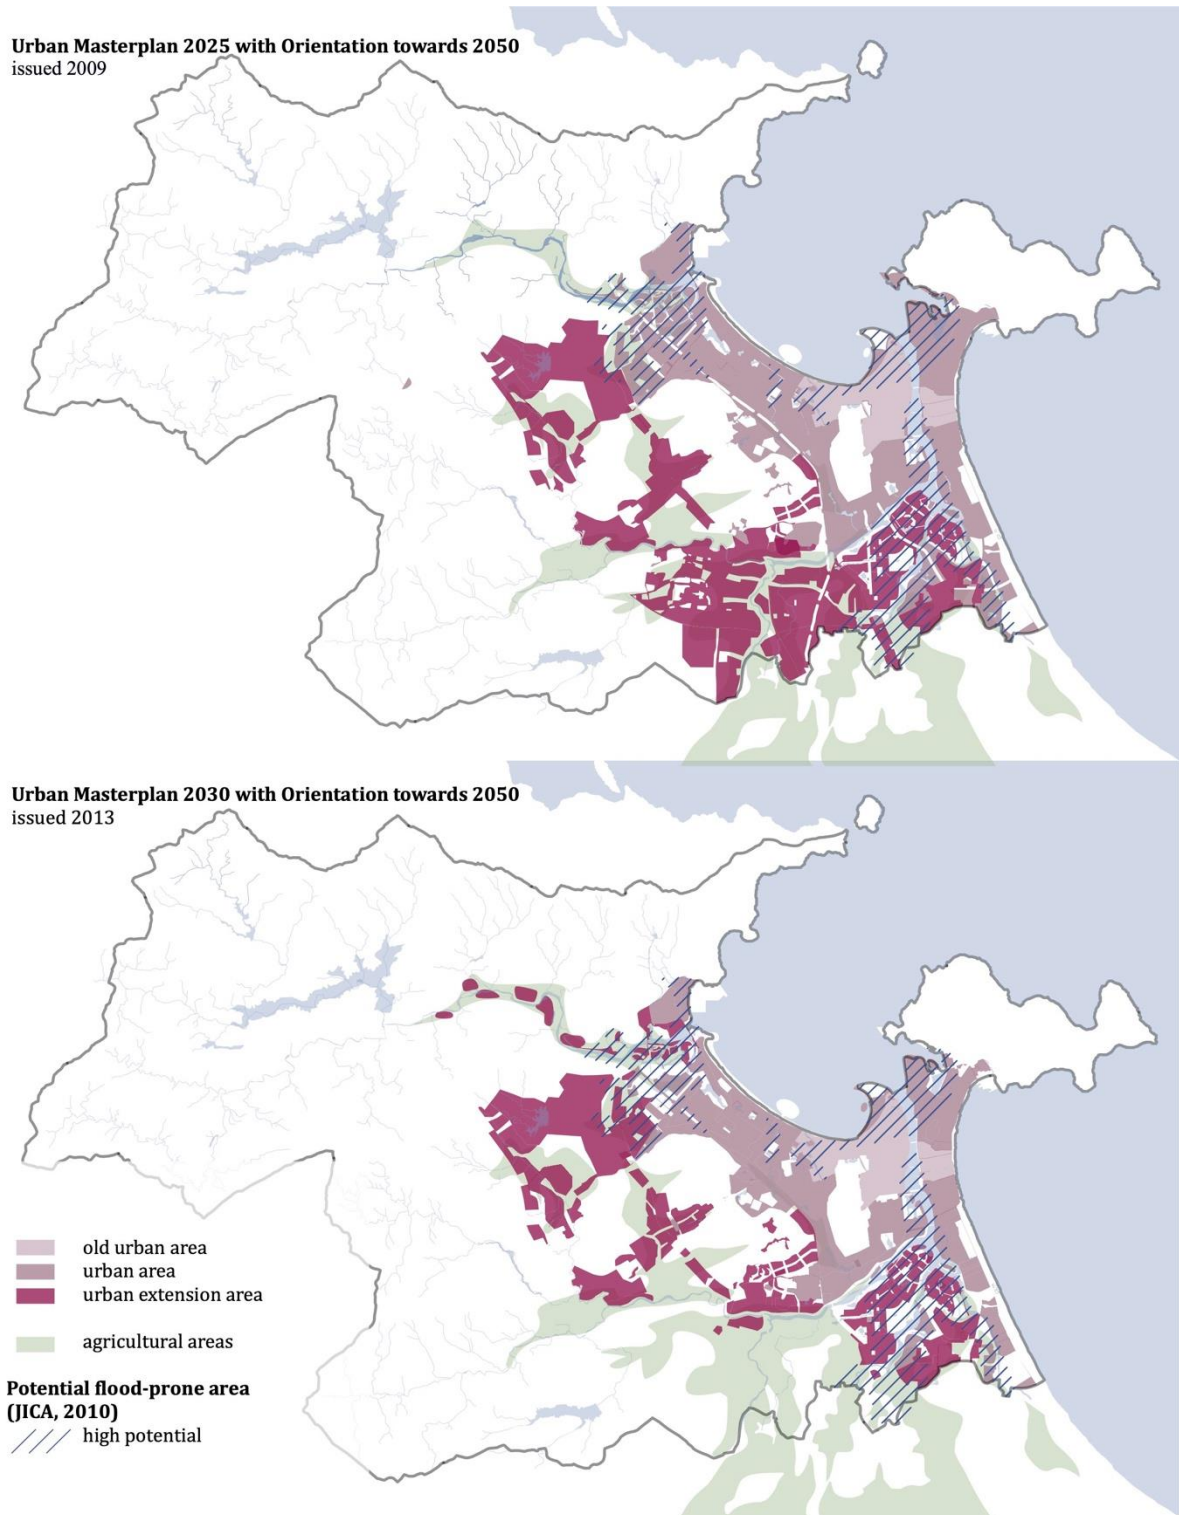 Urban Masterplan 2025 with Orientation towards 2050
issued 2009
Urban Masterplan 2030 with Orientation towards 2050
issued 2013
old urban area
urban area
urban extension area
agricultural areas
Potential flood-prone area
(JICA, 2010)
high potential